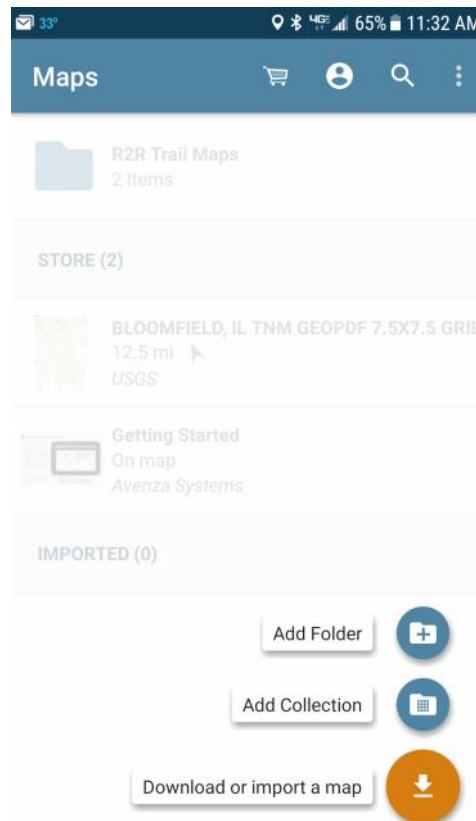 33° 4G 65% 11:32 AM
Maps
R2R Trail Maps
2 Items
STORE (2)
BLOOMFIELD, IL TNM GEOPDF 7.5X7.5 GRI
12.5 mi
USGS
Getting Started
On map
Avenza Systems
IMPORTED (0)
Add Folder
Add Collection
Download or import a map